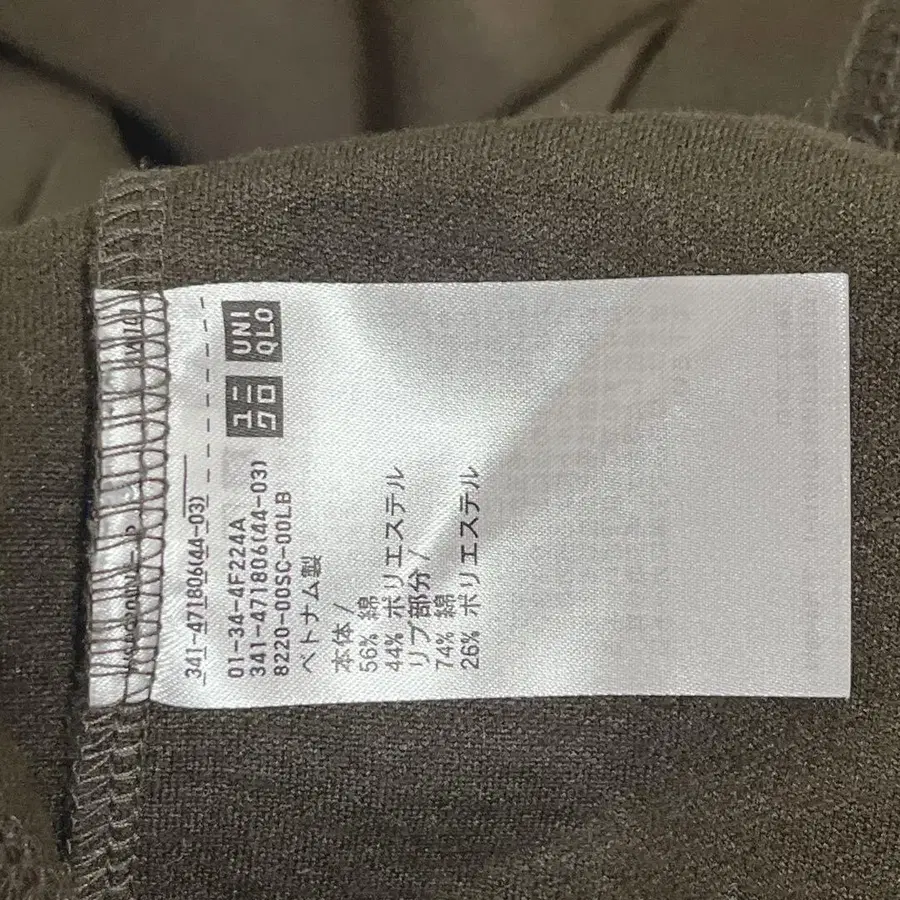 341-471806(44-03)
ユニクロ UNIQLO
01-34-4F224A
341-471806(44-03)
8220-00SC-00LB
ベトナム製
本体/
56% 綿
44% ポリエステル
リブ部分/
74% 綿
26% ポリエステル